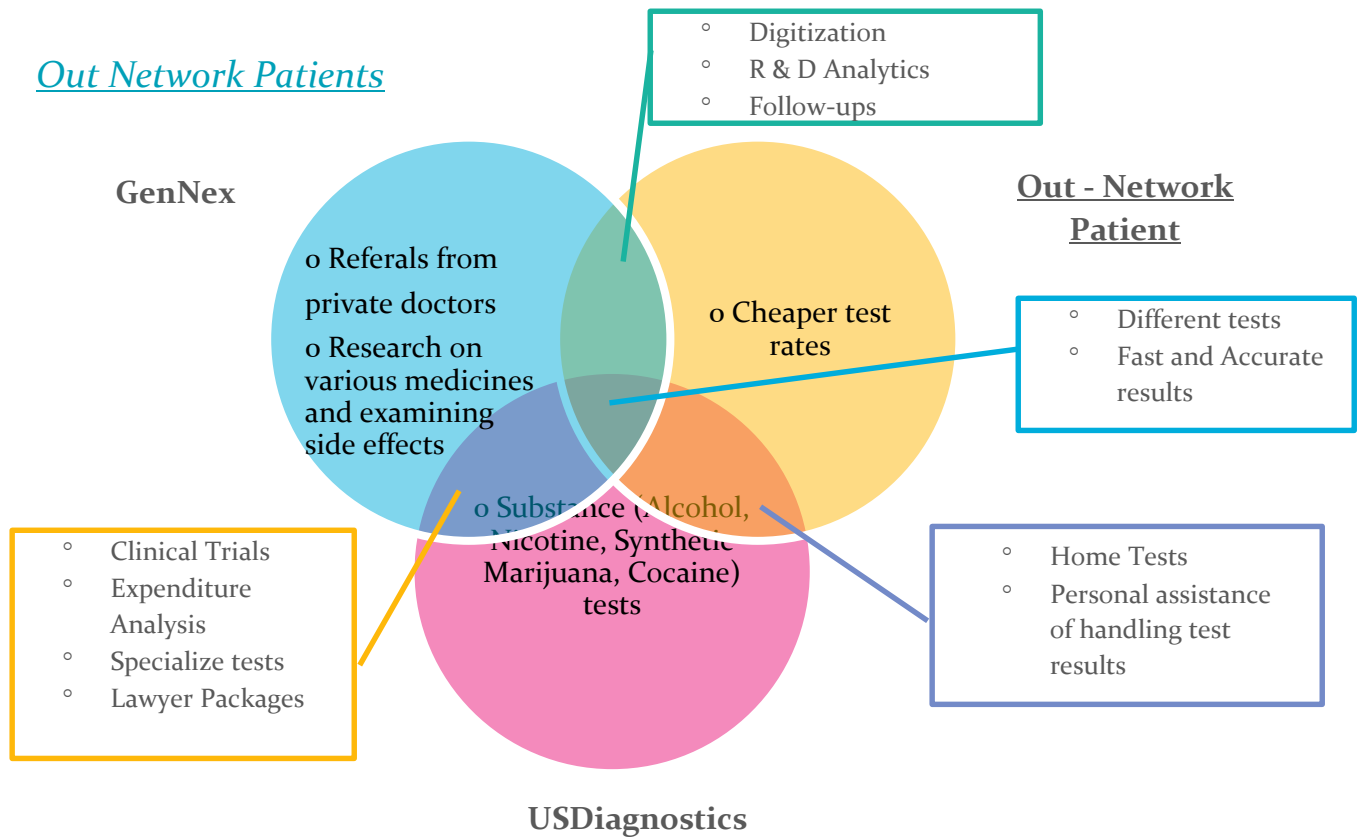 Out Network Patients
◦ Digitization
◦ R & D Analytics
◦ Follow-ups
GenNex
Out - Network
Patient
o Referals from
private doctors
o Research on
various medicines
and examining
side effects
o Cheaper test
rates
◦ Different tests
◦ Fast and Accurate
results
o Substance (Alcohol,
Nicotine, Synthetic
Marijuana, Cocaine)
tests
◦ Clinical Trials
◦ Expenditure
Analysis
◦ Specialize tests
◦ Lawyer Packages
◦ Home Tests
◦ Personal assistance
of handling test
results
USDiagnostics